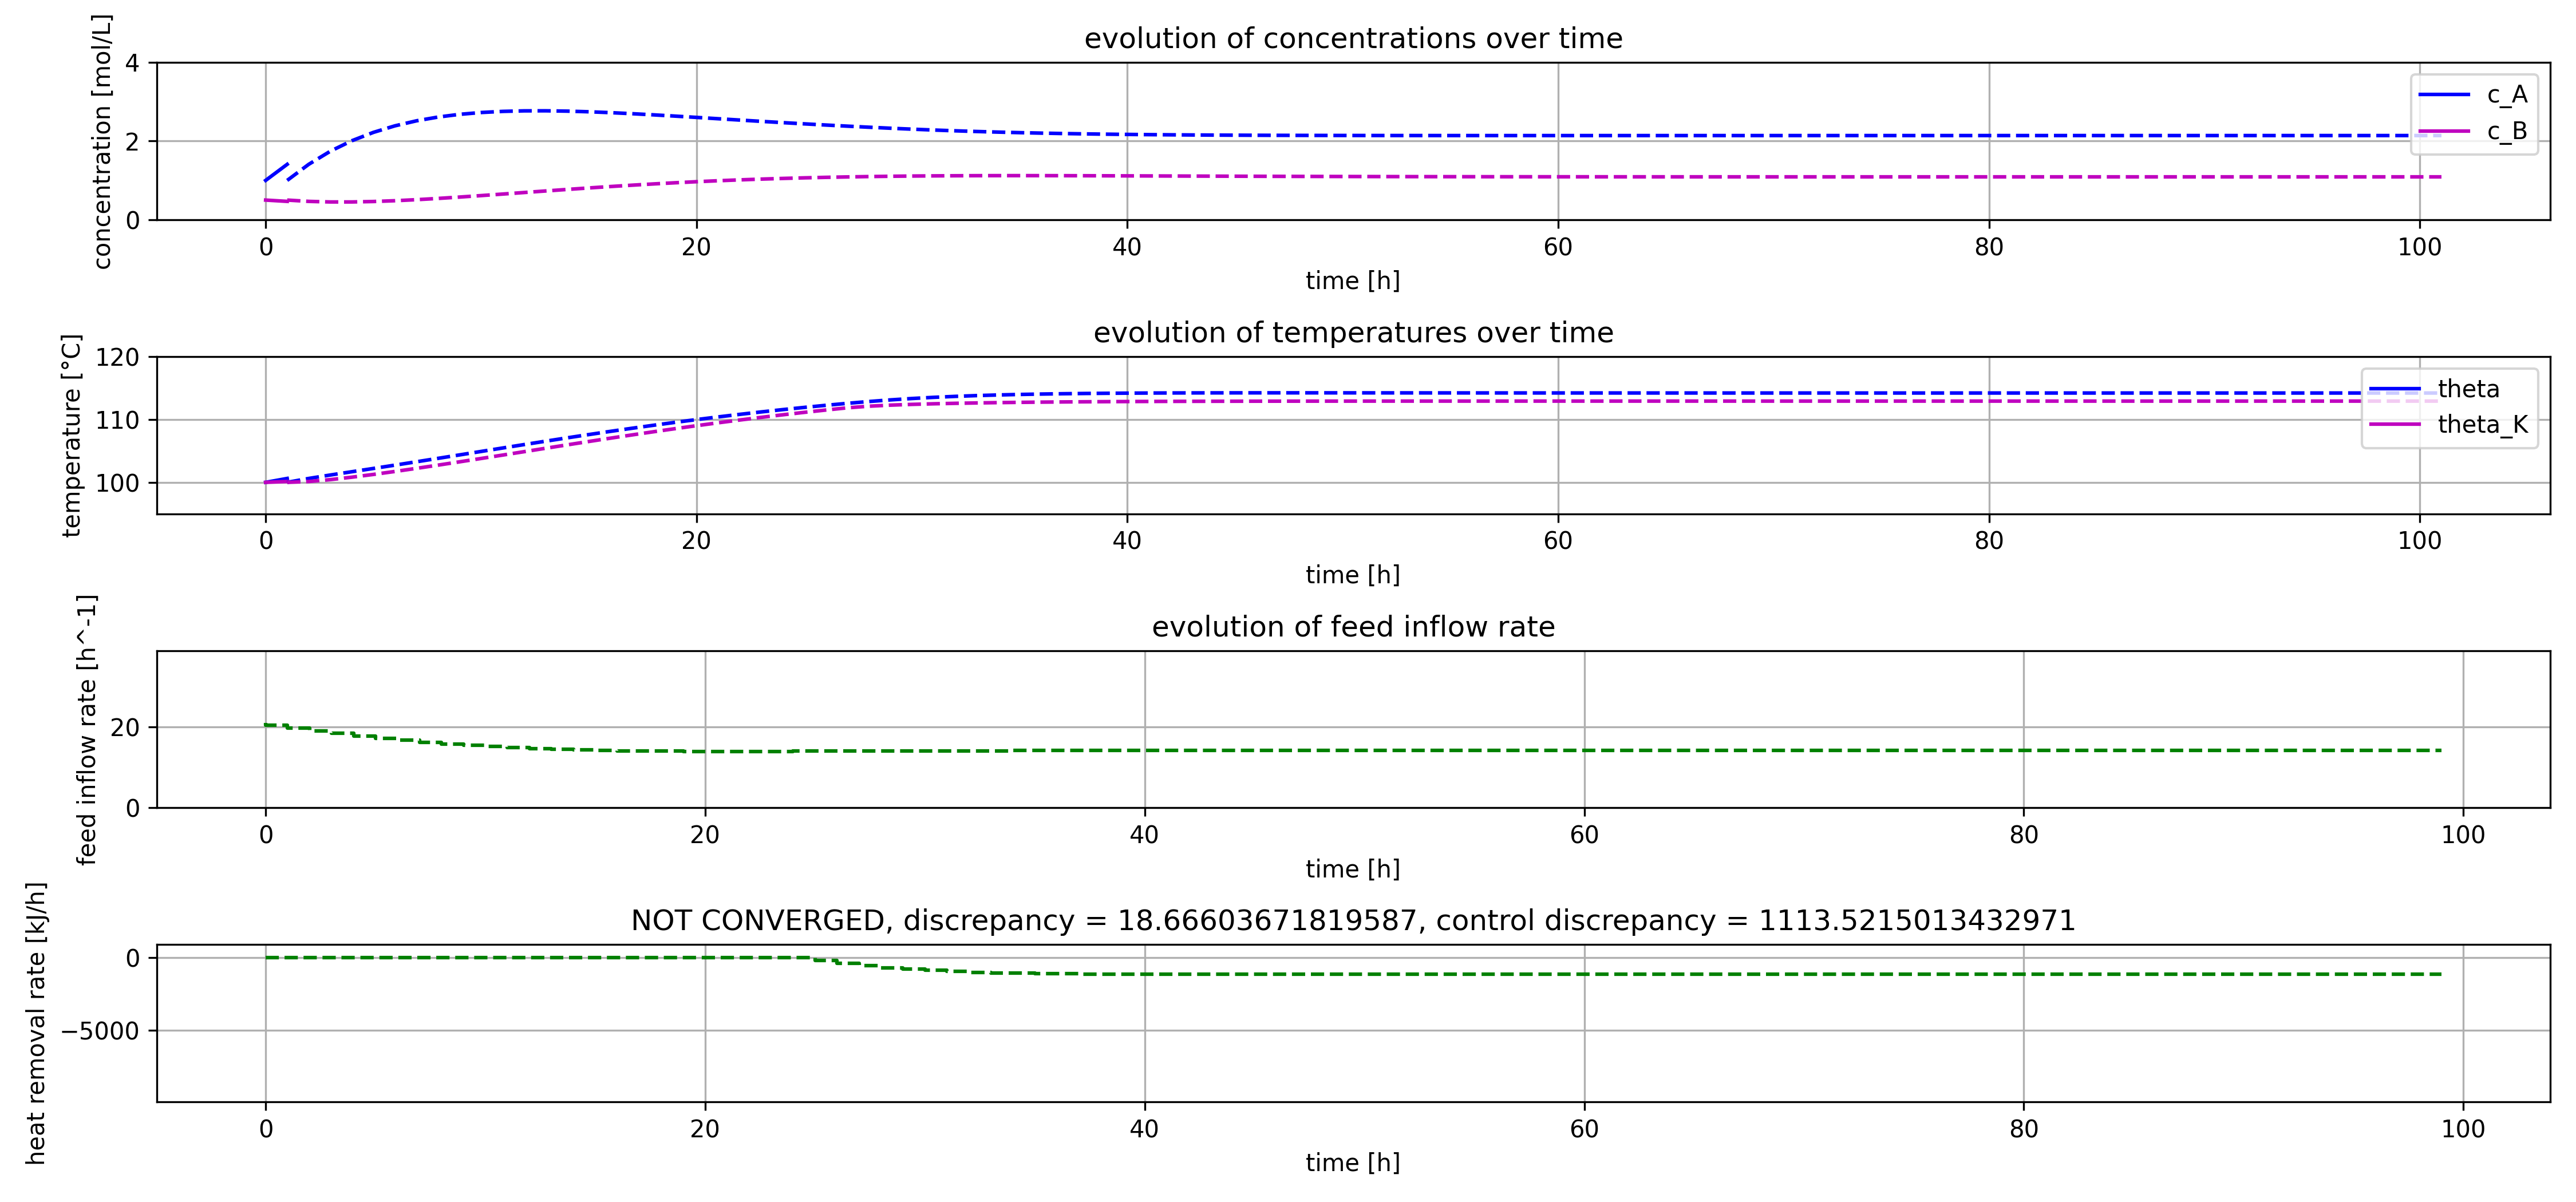 evolution of concentrations over time
concentration [mol/L]
4
2
0
c_A
c_B
0 20 40 60 80 100
time [h]
evolution of temperatures over time
temperature [°C]
120
110
100
theta
theta_K
0 20 40 60 80 100
time [h]
evolution of feed inflow rate
feed inflow rate [h^-1]
20
0
0 20 40 60 80 100
time [h]
NOT CONVERGED, discrepancy = 18.66603671819587, control discrepancy = 1113.5215013432971
heat removal rate [kJ/h]
0
−5000
0 20 40 60 80 100
time [h]